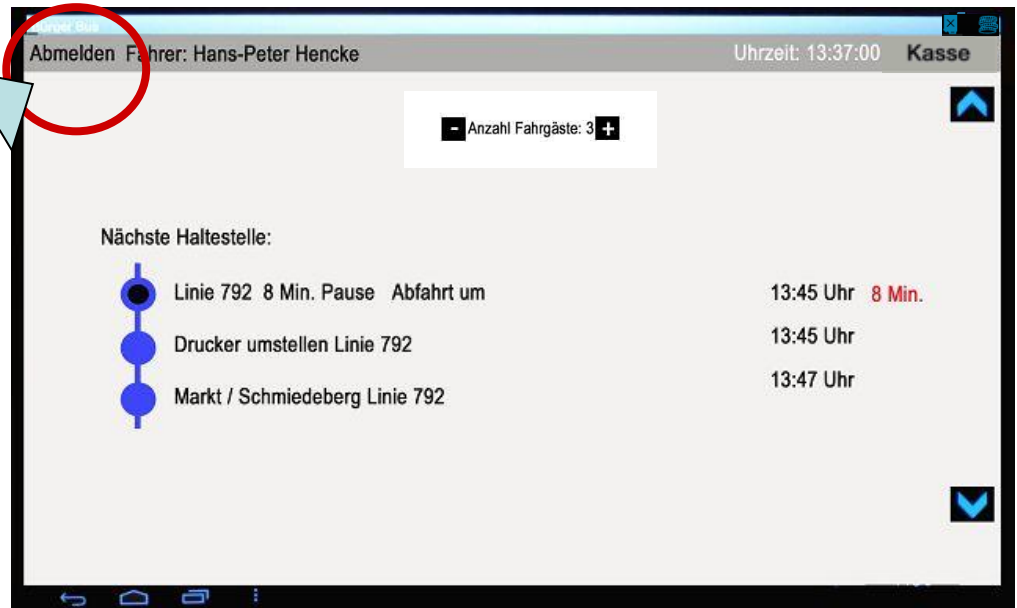 Bürger Bus
Abmelden Fahrer: Hans-Peter Hencke Uhrzeit: 13:37:00 Kasse
- Anzahl Fahrgäste: 3 +
Nächste Haltestelle:
Linie 792 8 Min. Pause Abfahrt um 13:45 Uhr 8 Min.
Drucker umstellen Linie 792 13:45 Uhr
Markt / Schmiedeberg Linie 792 13:47 Uhr